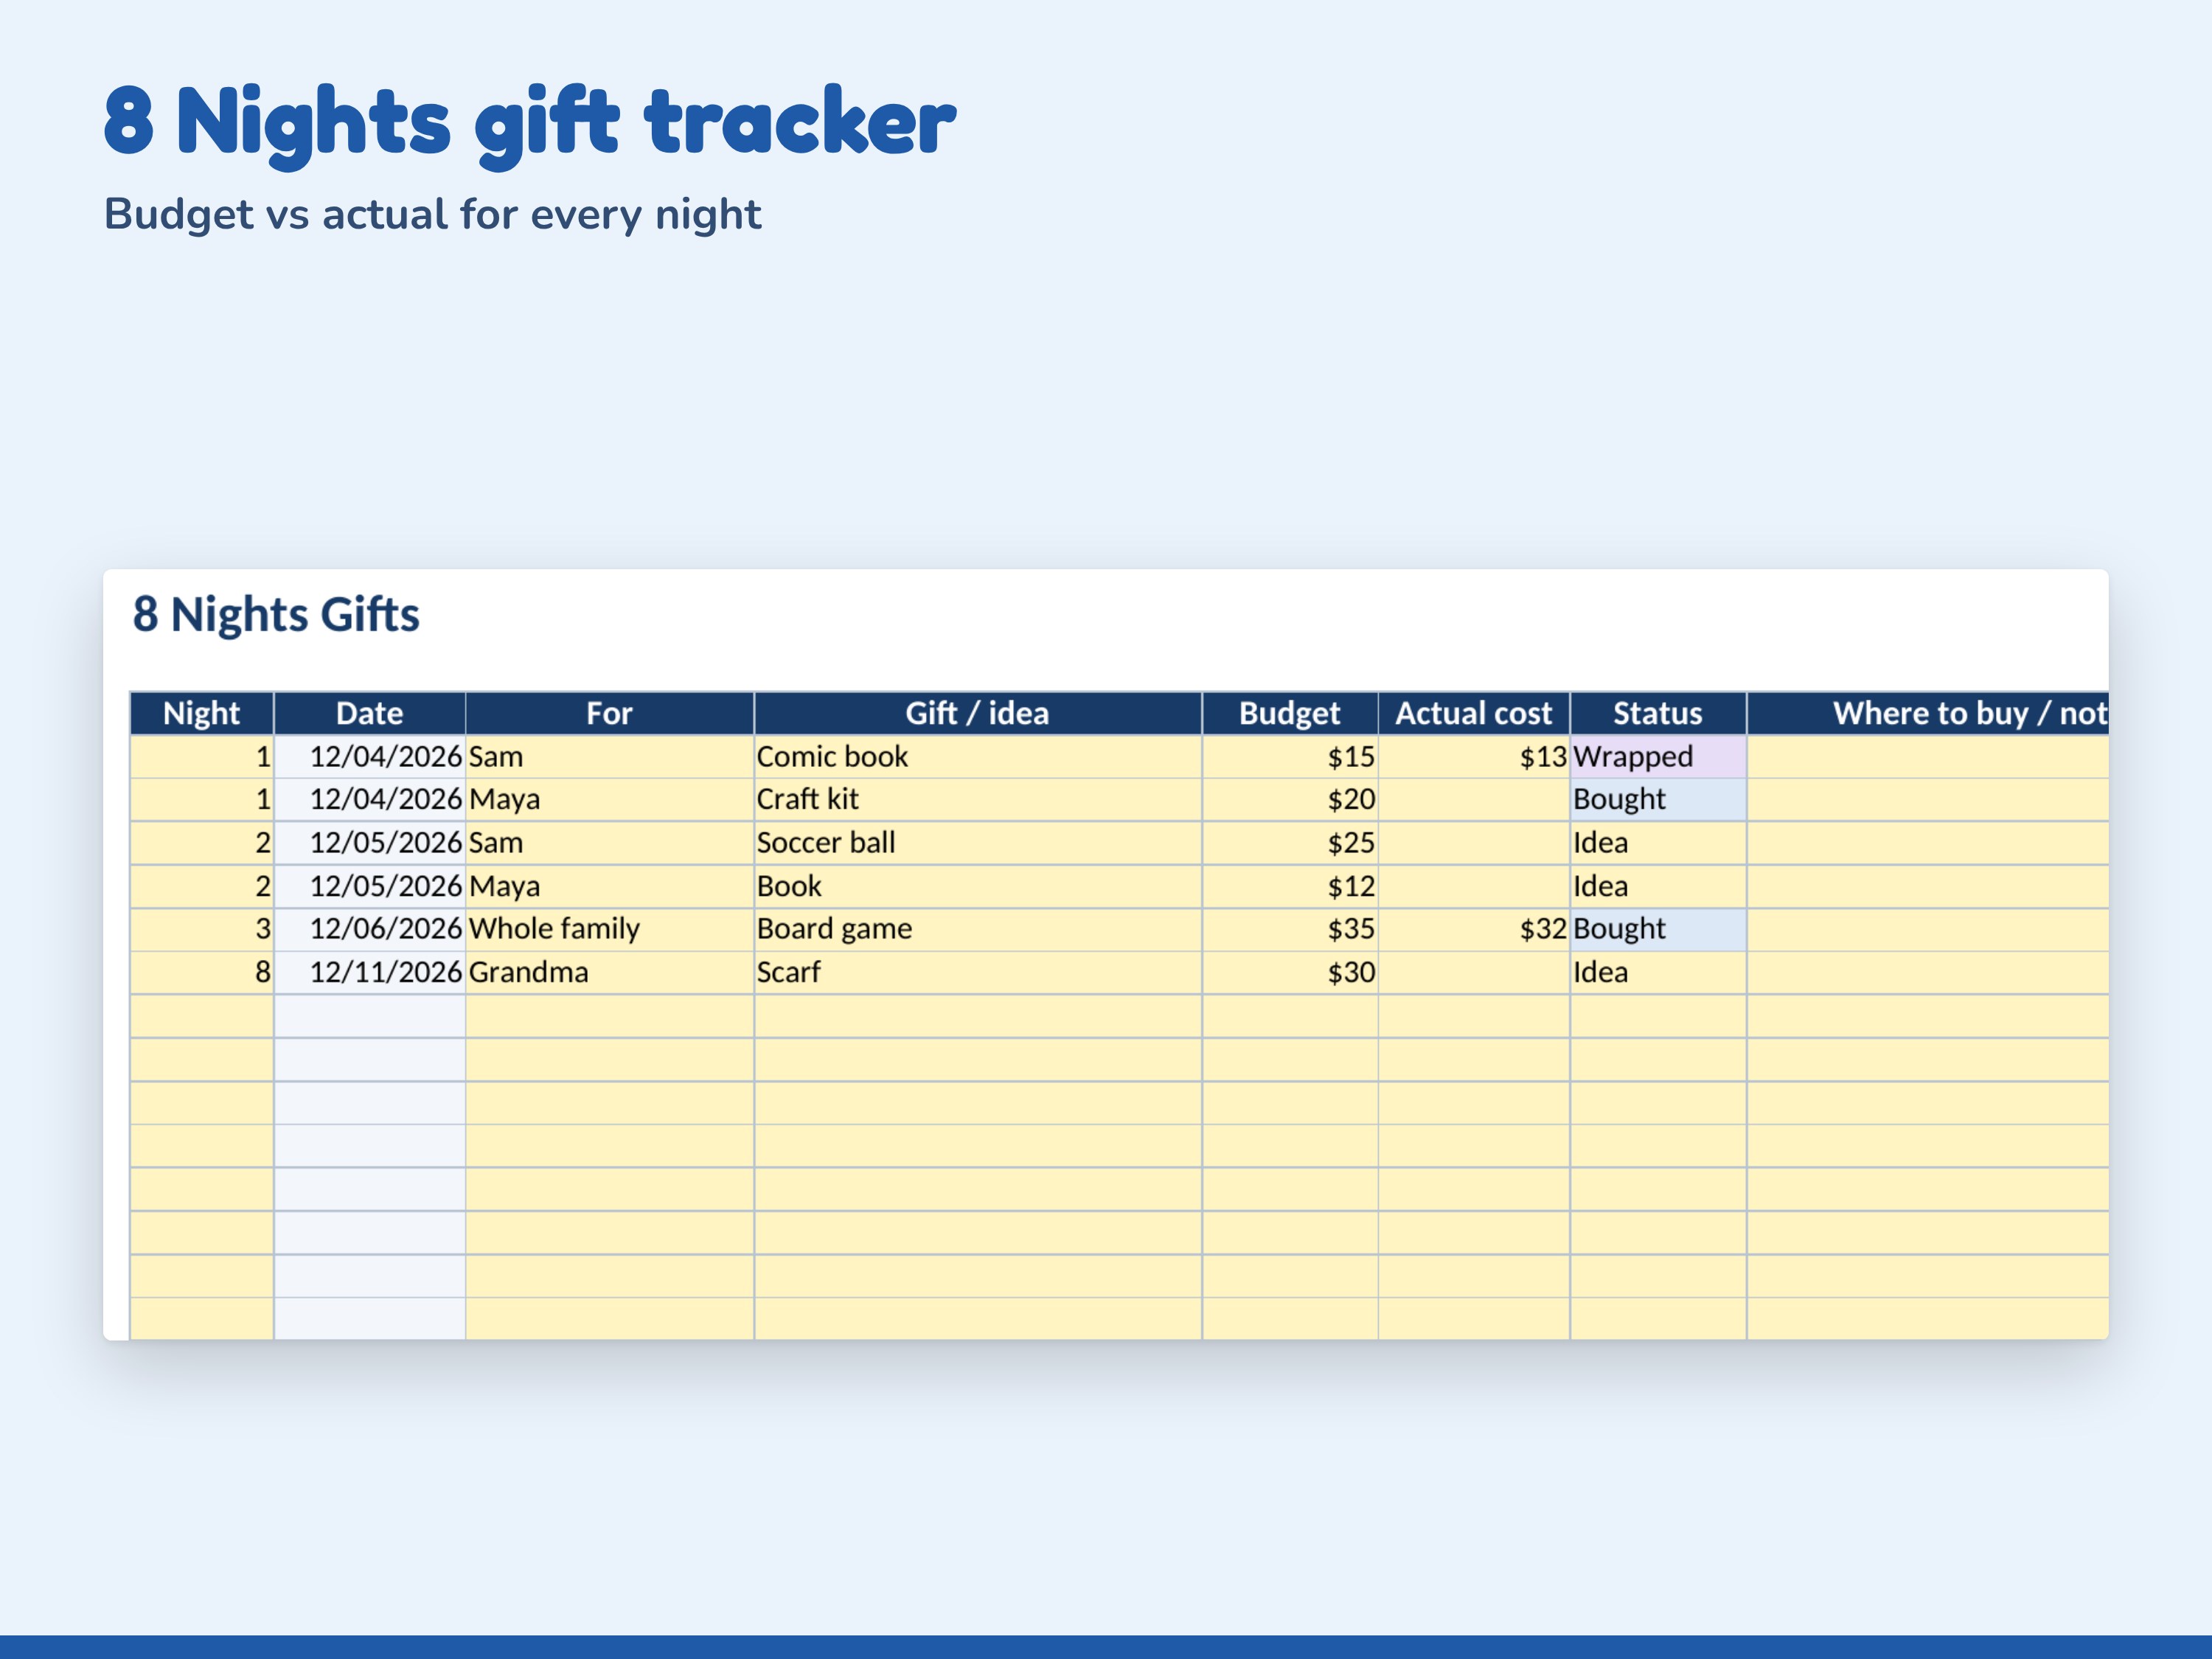 8 Nights gift tracker
Budget vs actual for every night
8 Nights Gifts
Night Date For Gift / idea Budget Actual cost Status Where to buy / not
1 12/04/2026 Sam Comic book $15 $13 Wrapped
1 12/04/2026 Maya Craft kit $20 Bought
2 12/05/2026 Sam Soccer ball $25 Idea
2 12/05/2026 Maya Book $12 Idea
3 12/06/2026 Whole family Board game $35 $32 Bought
8 12/11/2026 Grandma Scarf $30 Idea